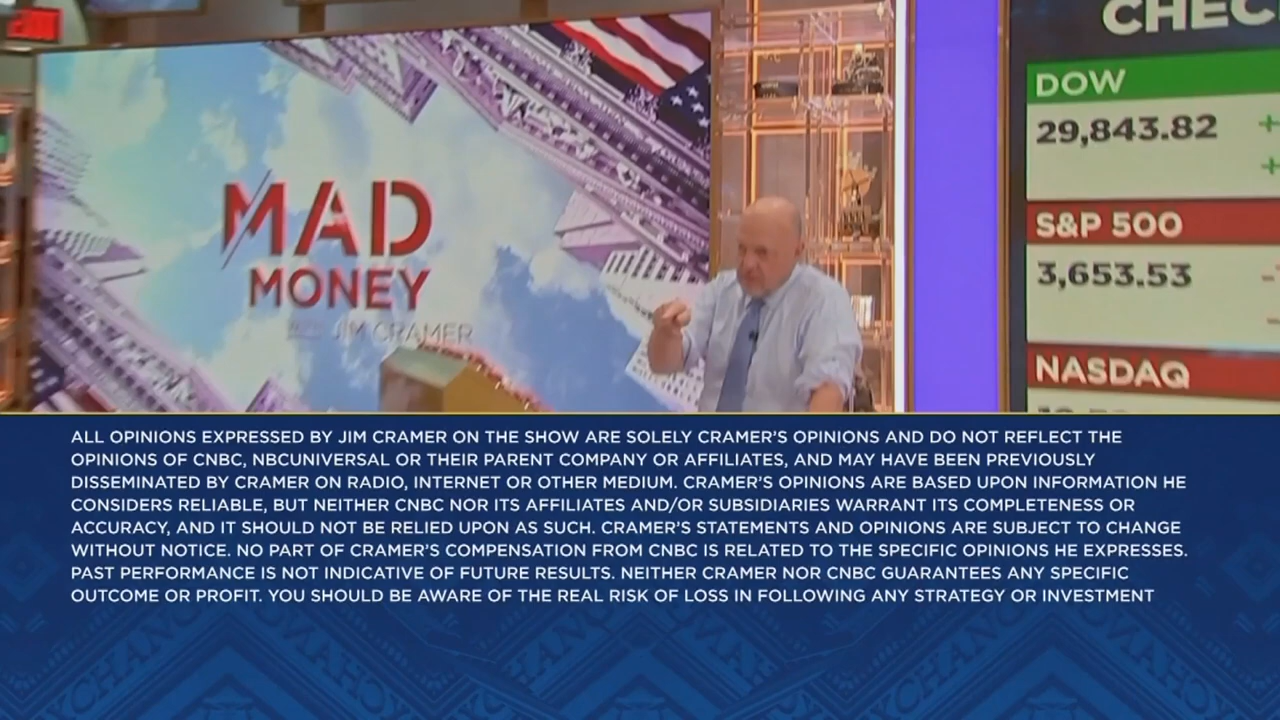 MAD
MONEY
JIM CRAMER
DOW
29,843.82
S&P 500
3,653.53
NASDAQ
ALL OPINIONS EXPRESSED BY JIM CRAMER ON THE SHOW ARE SOLELY CRAMER'S OPINIONS AND DO NOT REFLECT THE
OPINIONS OF CNBC, NBCUNIVERSAL OR THEIR PARENT COMPANY OR AFFILIATES, AND MAY HAVE BEEN PREVIOUSLY
DISSEMINATED BY CRAMER ON RADIO, INTERNET OR OTHER MEDIUM. CRAMER'S OPINIONS ARE BASED UPON INFORMATION HE
CONSIDERS RELIABLE, BUT NEITHER CNBC NOR ITS AFFILIATES AND/OR SUBSIDIARIES WARRANT ITS COMPLETENESS OR
ACCURACY, AND IT SHOULD NOT BE RELIED UPON AS SUCH. CRAMER'S STATEMENTS AND OPINIONS ARE SUBJECT TO CHANGE
WITHOUT NOTICE. NO PART OF CRAMER'S COMPENSATION FROM CNBC IS RELATED TO THE SPECIFIC OPINIONS HE EXPRESSES.
PAST PERFORMANCE IS NOT INDICATIVE OF FUTURE RESULTS. NEITHER CRAMER NOR CNBC GUARANTEES ANY SPECIFIC
OUTCOME OR PROFIT. YOU SHOULD BE AWARE OF THE REAL RISK OF LOSS IN FOLLOWING ANY STRATEGY OR INVESTMENT